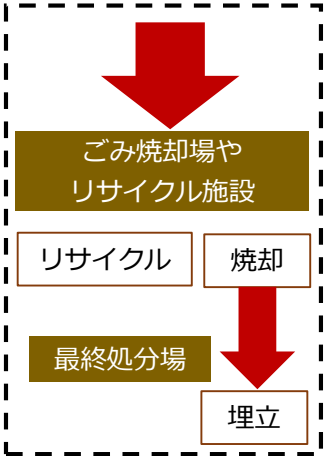 ごみ焼却場や
リサイクル施設
リサイクル
焼却
最終処分場
埋立